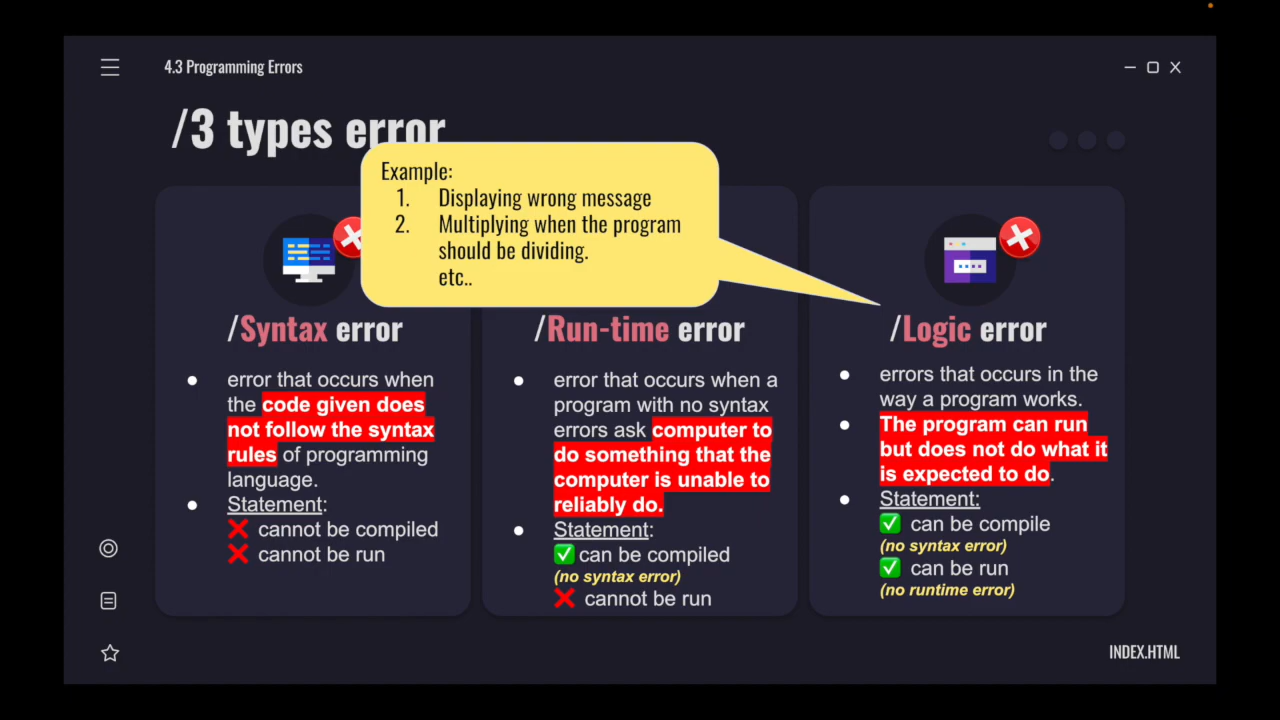 4.3 Programming Errors
/3 types error
Example:
1. Displaying wrong message
2. Multiplying when the program
should be dividing.
etc..
/Syntax error
● error that occurs when
the code given does
not follow the syntax
rules of programming
language.
● Statement:
❌ cannot be compiled
❌ cannot be run
/Run-time error
● error that occurs when a
program with no syntax
errors ask computer to
do something that the
computer is unable to
reliably do.
● Statement:
✅ can be compiled
(no syntax error)
❌ cannot be run
/Logic error
● errors that occurs in the
way a program works.
● The program can run
but does not do what it
is expected to do.
● Statement:
✅ can be compile
(no syntax error)
✅ can be run
(no runtime error)
INDEX.HTML